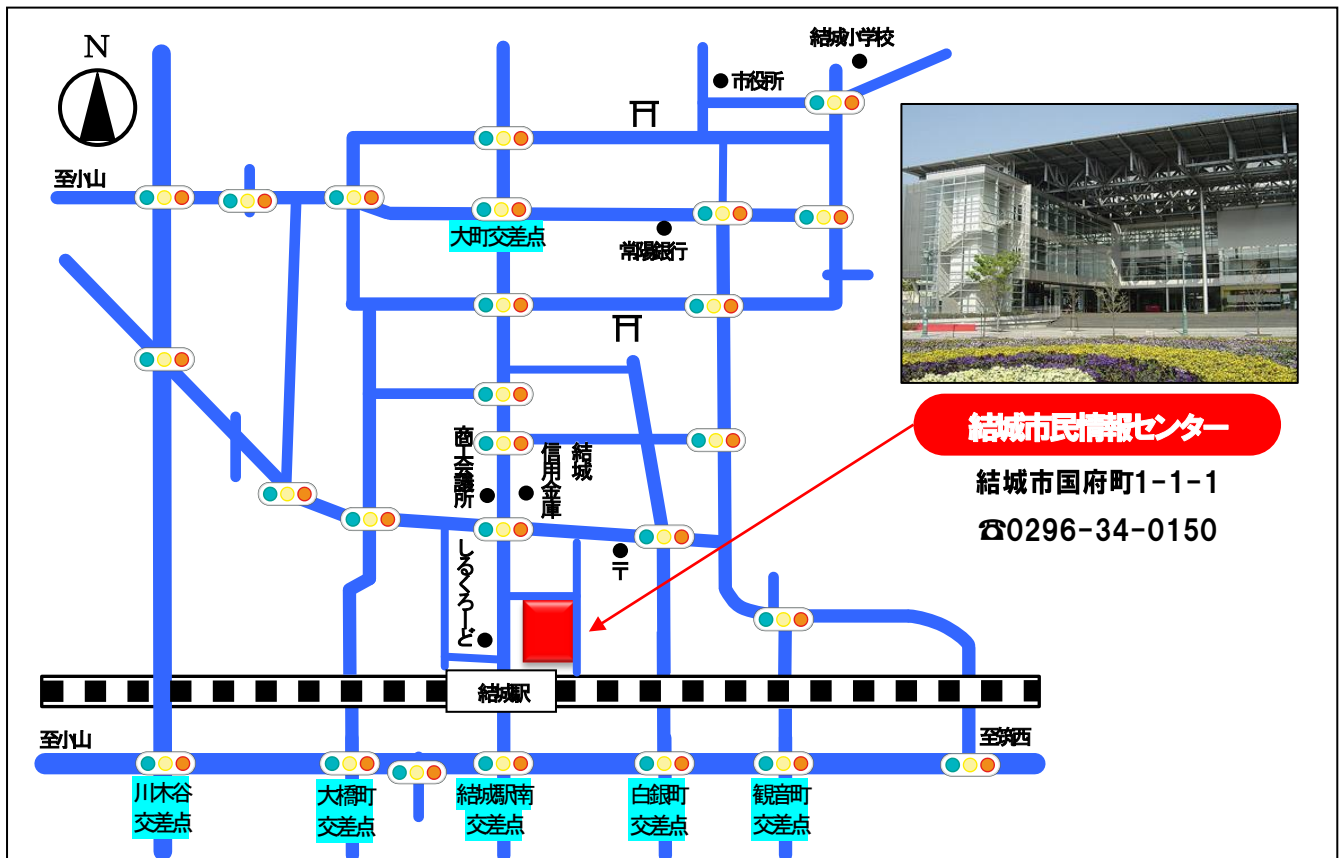 N
結城小学校
市役所
至小山
大町交差点
常陽銀行
結城市民情報センター
結城市国府町1-1-1
☎0296-34-0150
商工会議所
結城
信用金庫
しるくろーど
〒
結城駅
至小山
至筑西
川木谷
交差点
大橋町
交差点
結城駅南
交差点
白銀町
交差点
観音町
交差点